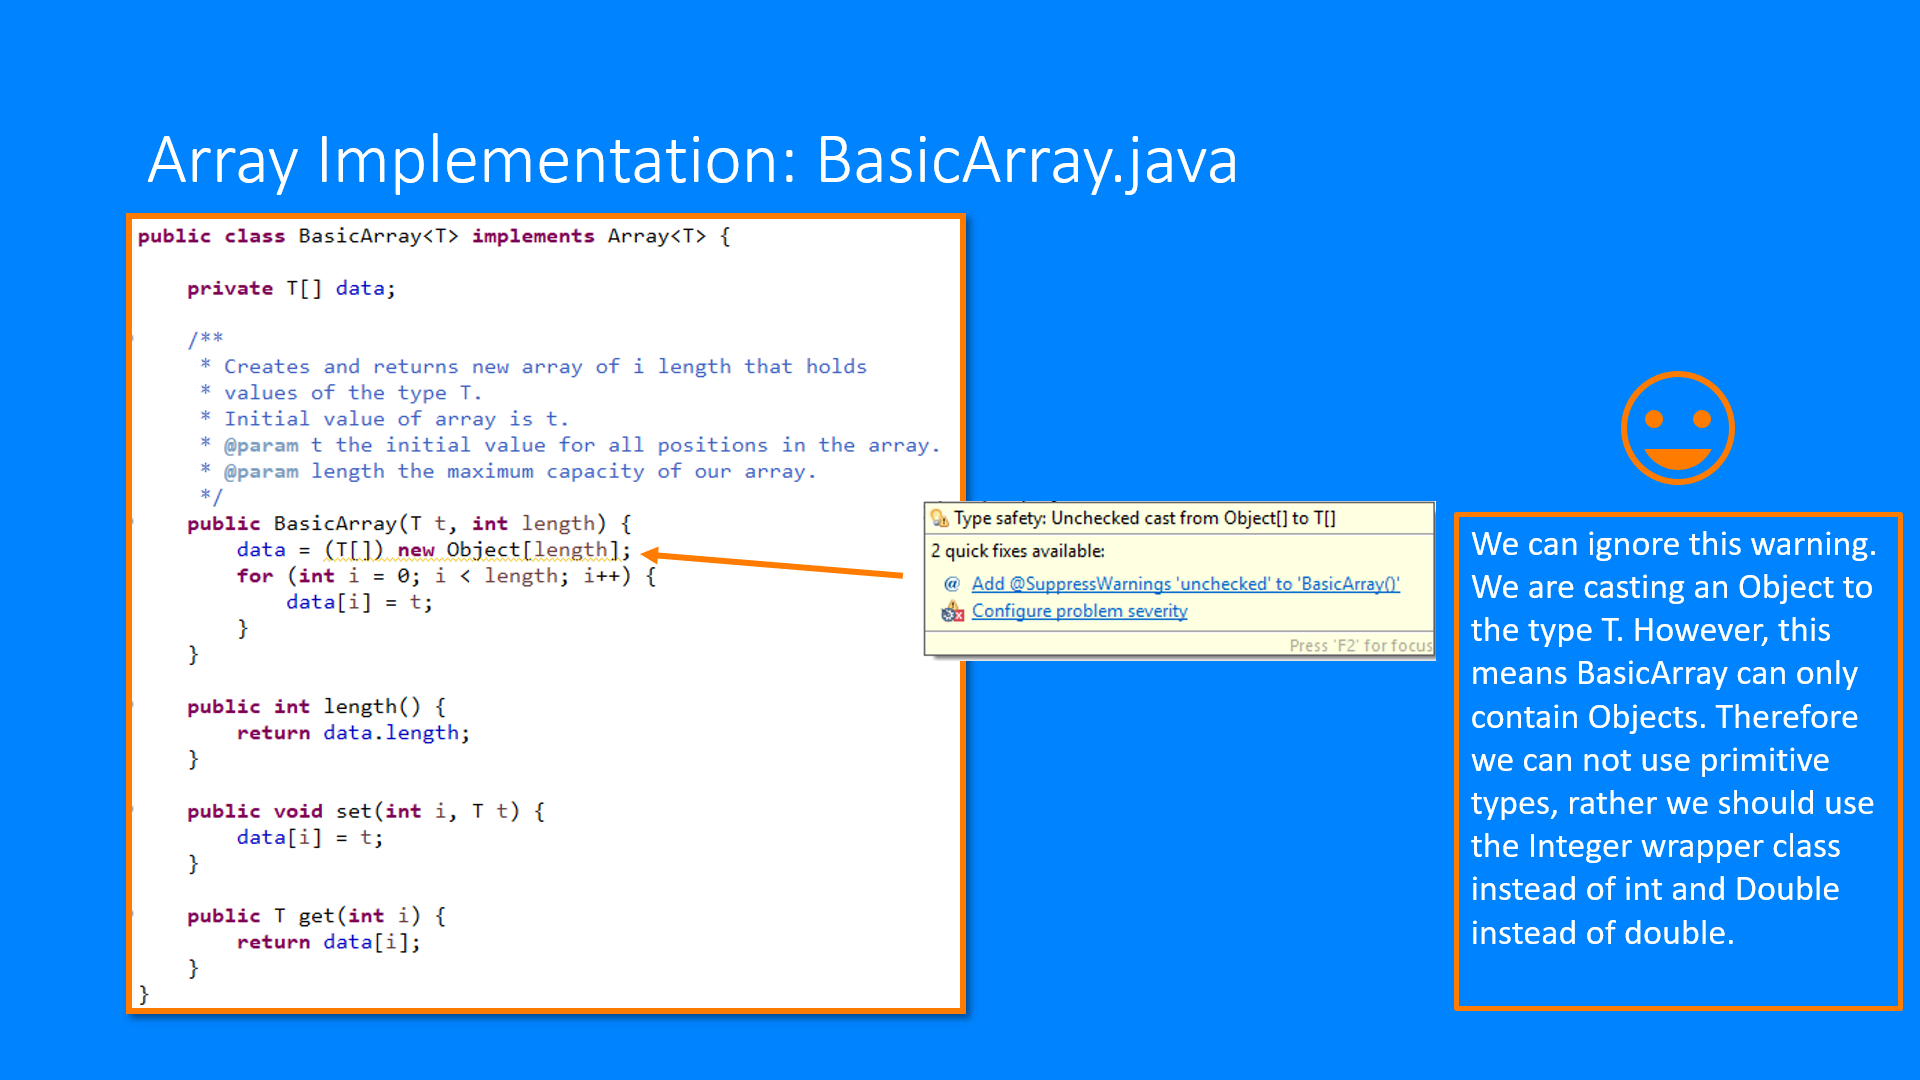 Array Implementation: BasicArray.java
public class BasicArray<T> implements Array<T> {
private T[] data;
/**
* Creates and returns new array of i length that holds
* values of the type T.
* Initial value of array is t.
* @param t the initial value for all positions in the array.
* @param length the maximum capacity of our array.
*/
public BasicArray(T t, int length) {
data = (T[]) new Object[length];
for (int i = 0; i < length; i++) {
data[i] = t;
}
}
public int length() {
return data.length;
}
public void set(int i, T t) {
data[i] = t;
}
public T get(int i) {
return data[i];
}
}
Type safety: Unchecked cast from Object[] to T[]
2 quick fixes available:
@ Add @SuppressWarnings 'unchecked' to 'BasicArray()'
Configure problem severity
Press 'F2' for focus
We can ignore this warning.
We are casting an Object to
the type T. However, this
means BasicArray can only
contain Objects. Therefore
we can not use primitive
types, rather we should use
the Integer wrapper class
instead of int and Double
instead of double.